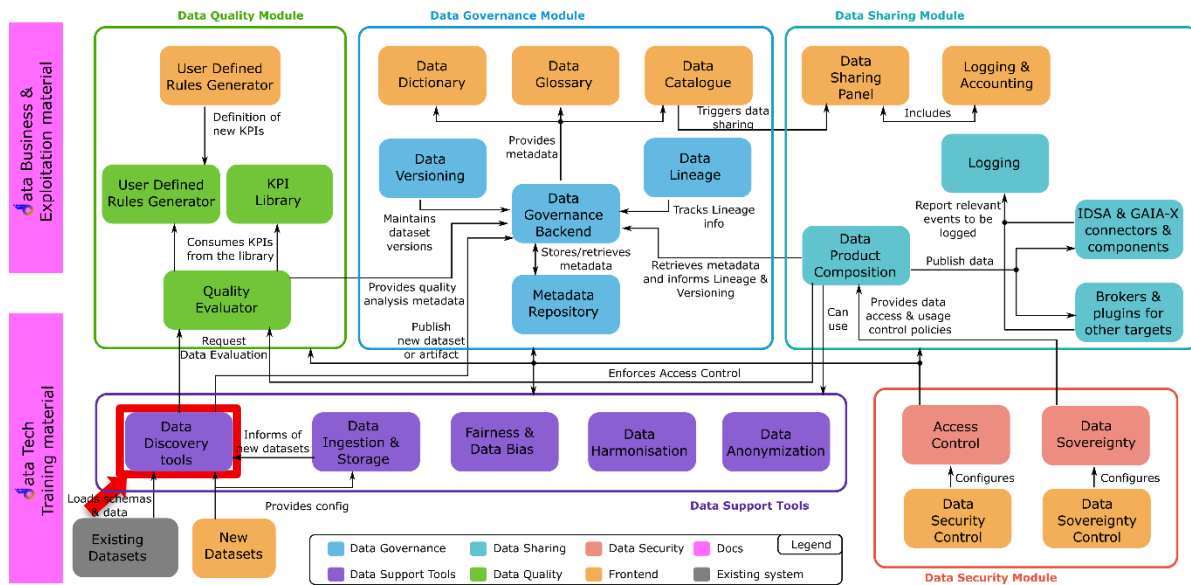 Data Quality Module
Data Governance Module
Data Sharing Module
Data Business &
Exploitation material
User Defined
Rules Generator
Definition of
new KPIs
User Defined
Rules Generator
KPI
Library
Consumes KPIs
from the library
Quality
Evaluator
Request
Data Evaluation
Data
Dictionary
Data
Glossary
Data
Catalogue
Triggers data
sharing
Provides
metadata
Data
Versioning
Data
Lineage
Maintains
dataset
versions
Data
Governance
Backend
Tracks Lineage
info
Stores/retrieves
metadata
Provides quality
analysis metadata
Metadata
Repository
Retrieves metadata
and informs Lineage &
Versioning
Publish
new dataset
or artifact
Data
Sharing
Panel
Logging &
Accounting
Includes
Logging
Report relevant
events to be
logged
IDSA & GAIA-X
connectors &
components
Data
Product
Composition
Publish data
Brokers &
plugins for
other targets
Can
use
Provides data
access & usage
control policies
Enforces Access Control
Data Tech
Training material
Data
Discovery
tools
Informs of
new datasets
Data
Ingestion &
Storage
Fairness &
Data Bias
Data
Harmonisation
Data
Anonymization
Loads schemas
& data
Provides config
Data Support Tools
Existing
Datasets
New
Datasets
Access
Control
Data
Sovereignty
Configures
Configures
Data
Security
Control
Data
Sovereignty
Control
Data Security Module
Legend
Data Governance
Data Sharing
Data Security
Docs
Data Support Tools
Data Quality
Frontend
Existing system